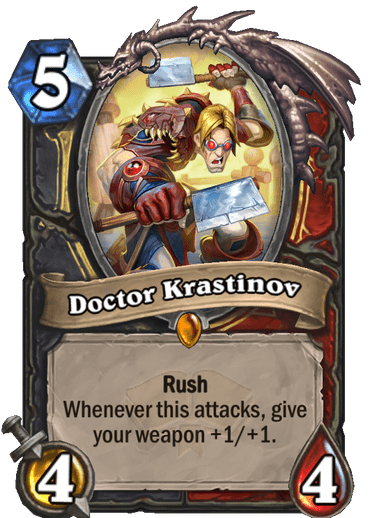 5
Doctor Krastinov
Rush
Whenever this attacks, give
your weapon +1/+1.
4
4